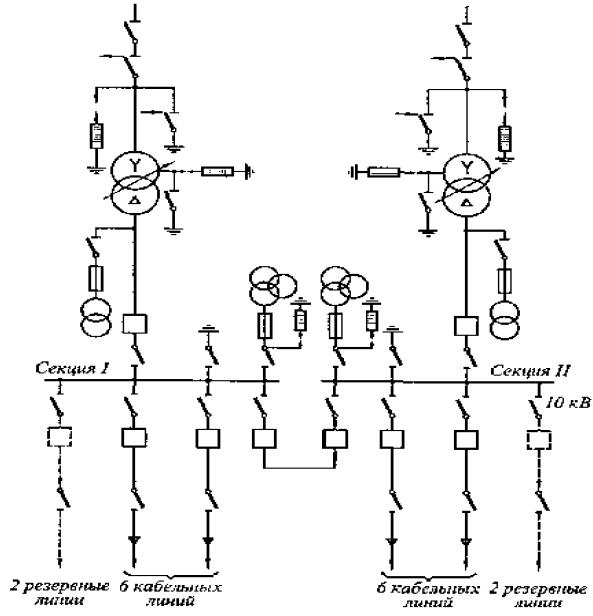 Y
Δ
Y
Δ
Секция I
Секция II
10 кВ
2 резервные
линии
6 кабельных
линий
6 кабельных
линий
2 резервные
линии